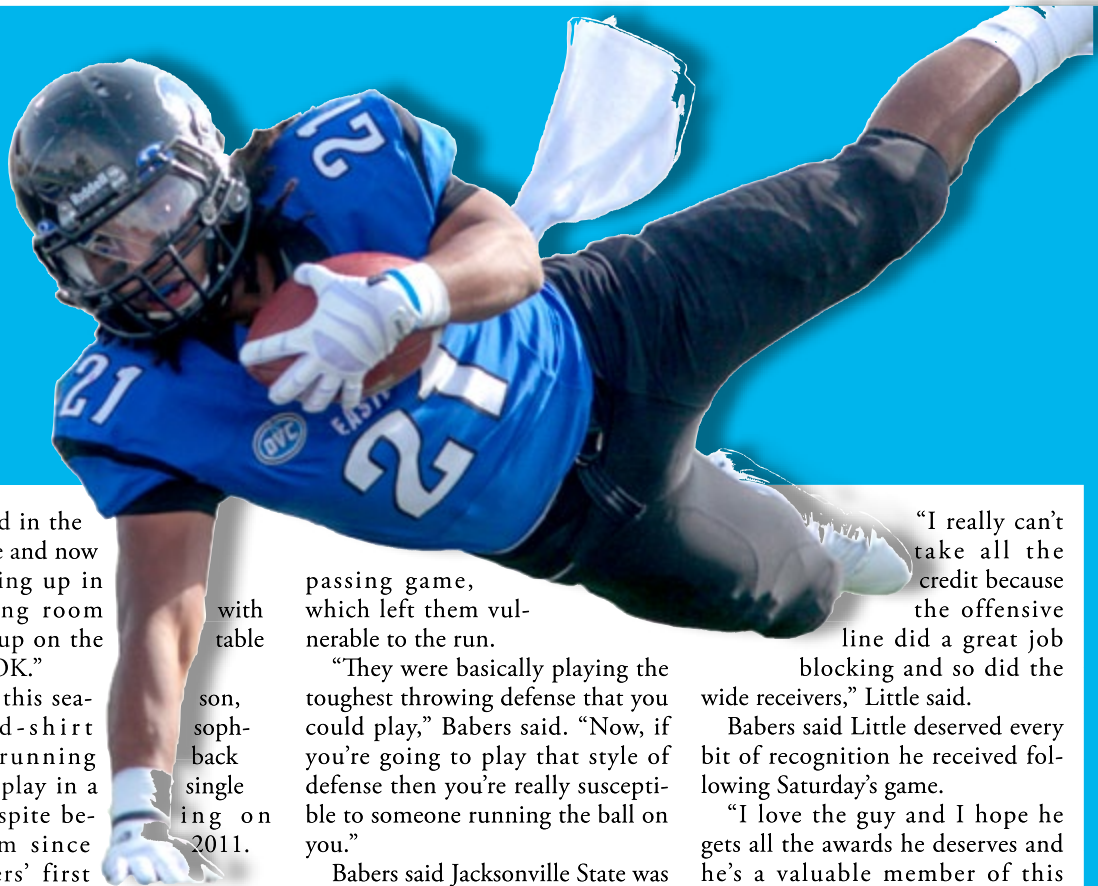 Riddell
21
21
OVC
21
d in the
e and now
ing up in
ng room with
up on the table
OK.”
this sea- son,
d-shirt soph-
running back
play in a single
spite be- ing on
m since 2011.
ers’ first
passing game,
which left them vul-
nerable to the run.
“They were basically playing the
toughest throwing defense that you
could play,” Babers said. “Now, if
you’re going to play that style of
defense then you’re really suscepti-
ble to someone running the ball on
you.”
Babers said Jacksonville State was
“I really can’t
take all the
credit because
the offensive
line did a great job
blocking and so did the
wide receivers,” Little said.
Babers said Little deserved every
bit of recognition he received fol-
lowing Saturday’s game.
“I love the guy and I hope he
gets all the awards he deserves and
he’s a valuable member of this